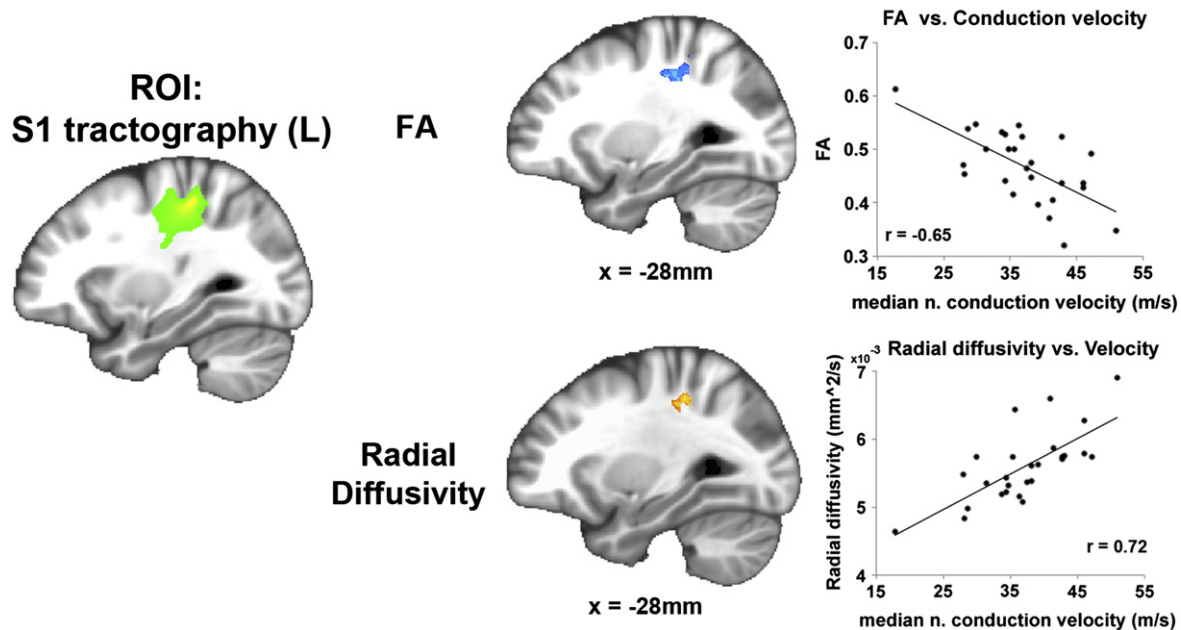 ROI:
S1 tractography (L)
FA
x = -28mm
FA vs. Conduction velocity
0.7
0.6
0.5
0.4
0.3
FA
r = -0.65
15 25 35 45 55
median n. conduction velocity (m/s)
Radial
Diffusivity
x = -28mm
Radial diffusivity vs. Velocity
x10-3
7
6
5
4
Radial diffusivity (mm^2/s)
r = 0.72
15 25 35 45 55
median n. conduction velocity (m/s)